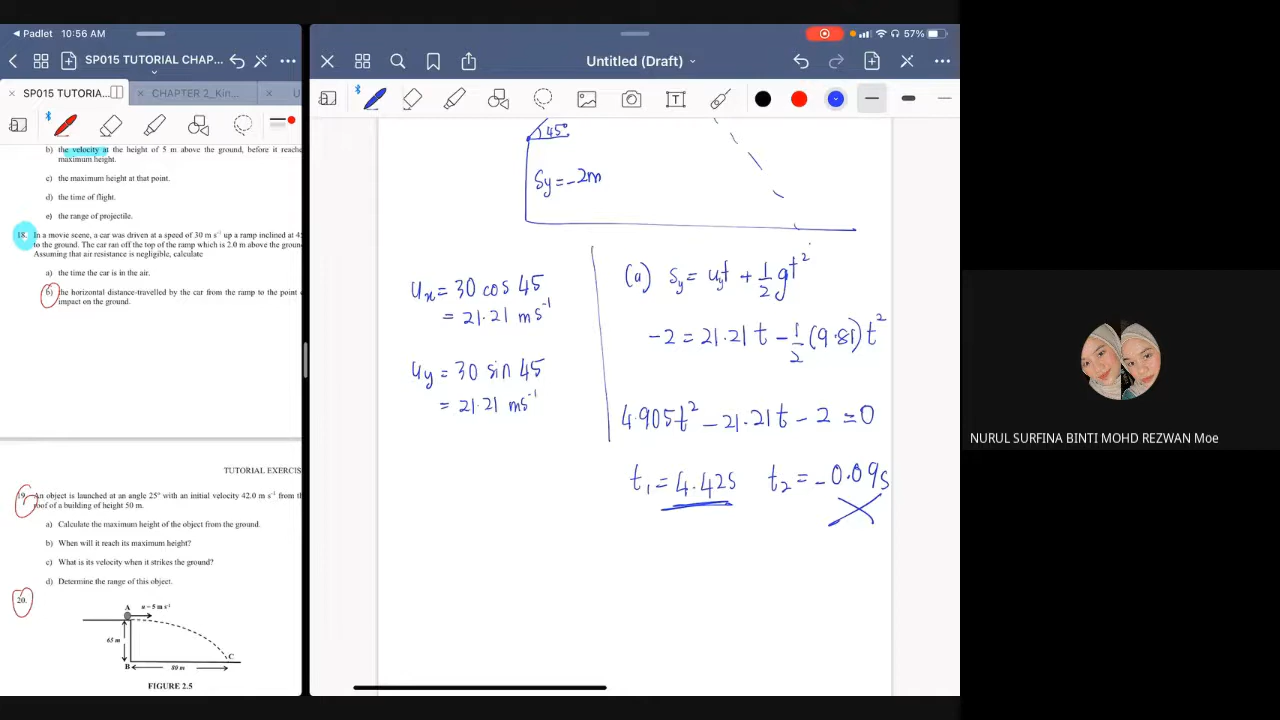 Padlet 10:56 AM
57%
SP015 TUTORIAL CHAP...
Untitled (Draft)
SP015 TUTORIA...
CHAPTER 2_Kin...
b) the velocity at the height of 5 m above the ground, before it reache
maximum height.
c) the maximum height at that point.
d) the time of flight.
e) the range of projectile.
18. In a movie scene, a car was driven at a speed of 30 m s⁻¹ up a ramp inclined at 45
to the ground. The car ran off the top of the ramp which is 2.0 m above the groun
Assuming that air resistance is negligible, calculate
a) the time the car is in the air.
b) the horizontal distance-travelled by the car from the ramp to the point o
impact on the ground.
TUTORIAL EXERCIS
19. An object is launched at an angle 25° with an initial velocity 42.0 m s⁻¹ from the
roof of a building of height 50 m.
a) Calculate the maximum height of the object from the ground.
b) When will it reach its maximum height?
c) What is its velocity when it strikes the ground?
d) Determine the range of this object.
20.
A u = 5 m s⁻¹
65 m
B C
80 m
FIGURE 2.5
45°
Sy = -2m
ux = 30 cos 45
= 21.21 ms⁻¹
uy = 30 sin 45
= 21.21 ms⁻¹
(a) Sy = uyt + 1/2 gt²
-2 = 21.21 t - 1/2 (9.81) t²
4.905t² - 21.21t - 2 = 0
t₁ = 4.42s t₂ = -0.09s
NURUL SURFINA BINTI MOHD REZWAN Moe